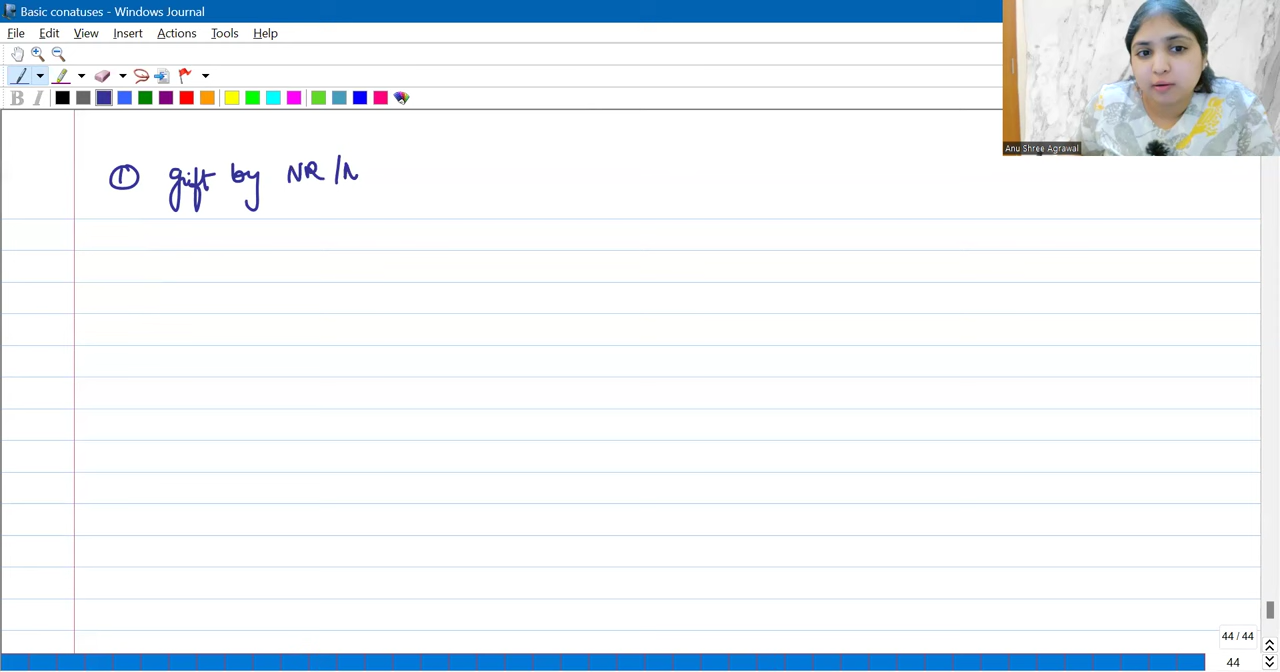 Basic conatuses - Windows Journal
File Edit View Insert Actions Tools Help
B I
Anu Shree Agrawal
① gift by NR /
44 / 44
44